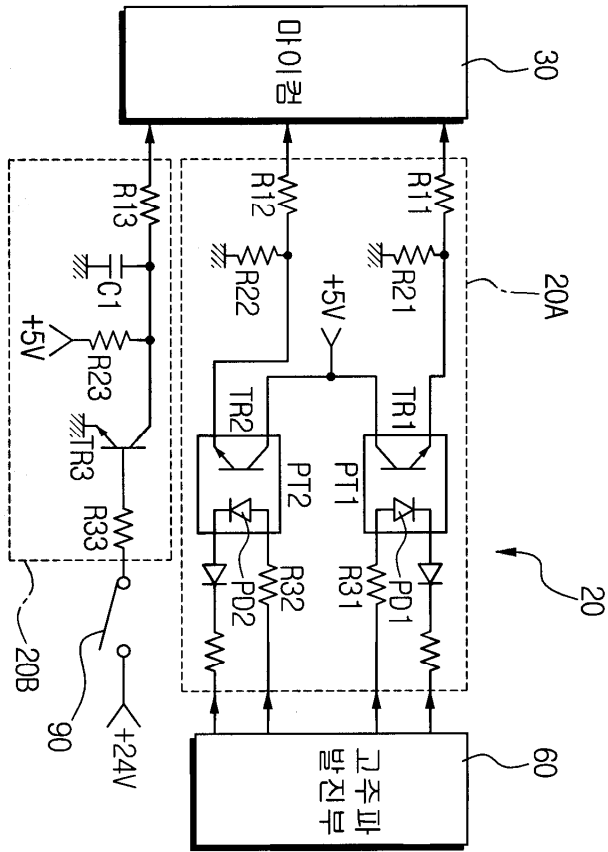 30
마이컴
R11
R12
R13
R21
R22
C1
+5V
R23
+5V
20A
TR1
TR2
TR3
PT1
PT2
PD1
PD2
R31
R32
R33
20
20B
90
+24V
60
고주파
발진부